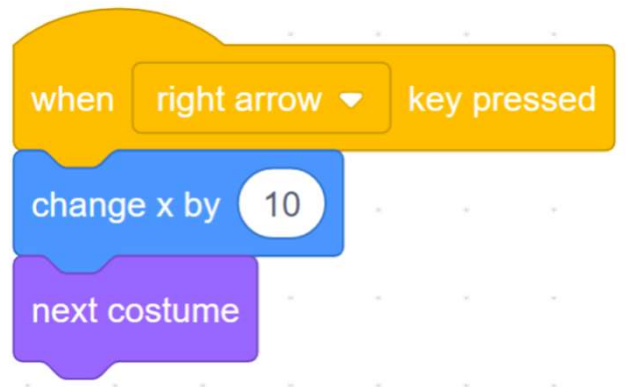 when right arrow key pressed
change x by 10
next costume